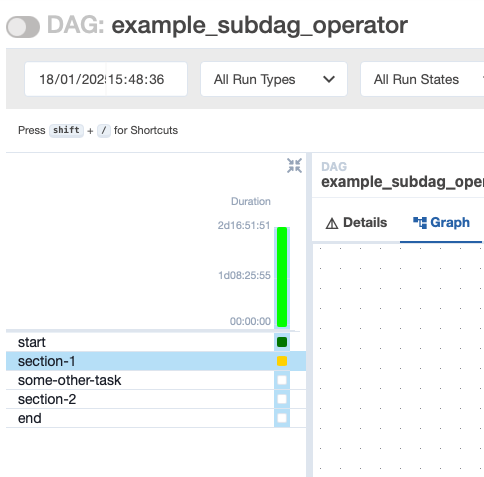 DAG: example_subdag_operator
18/01/202 15:48:36 All Run Types All Run States
Press shift + / for Shortcuts
DAG
example_subdag_ope
Duration
Details Graph
2d16:51:51
1d08:25:55
00:00:00
start
section-1
some-other-task
section-2
end